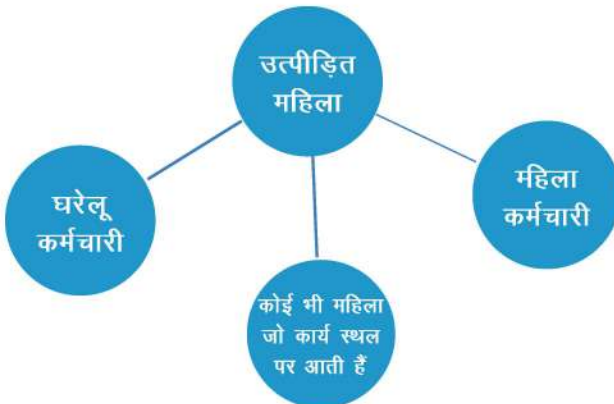 उत्पीड़ित
महिला
घरेलू
कर्मचारी
महिला
कर्मचारी
कोई भी महिला
जो कार्य स्थल
पर आती हैं